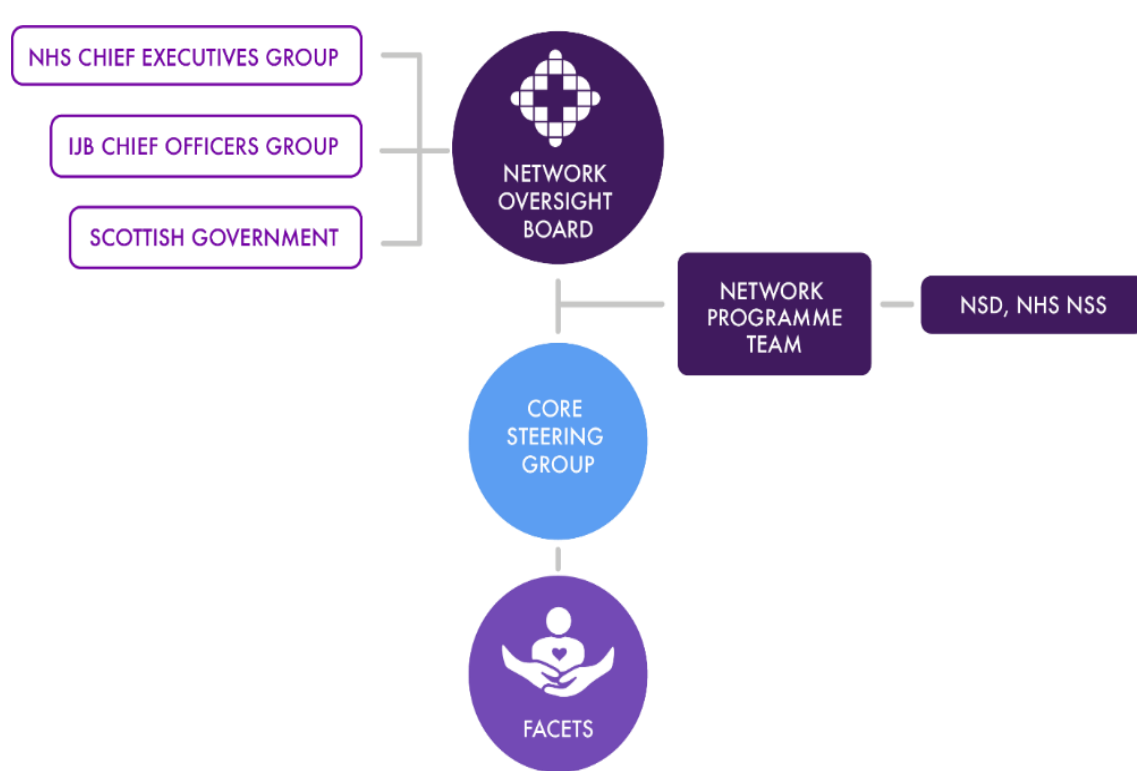 NHS CHIEF EXECUTIVES GROUP
IJB CHIEF OFFICERS GROUP
SCOTTISH GOVERNMENT
NETWORK
OVERSIGHT
BOARD
NETWORK
PROGRAMME
TEAM
NSD, NHS NSS
CORE
STEERING
GROUP
FACETS